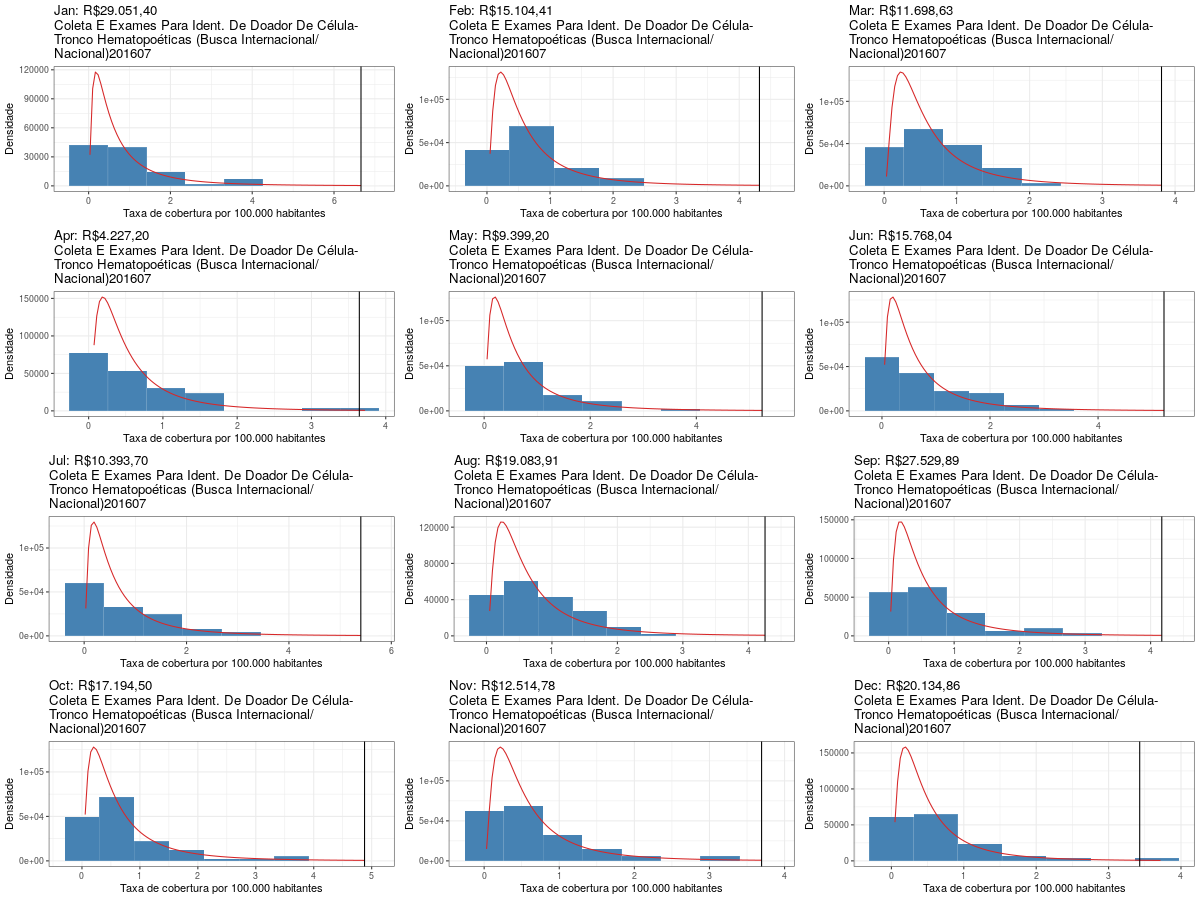 Jan: R$29.051,40
Coleta E Exames Para Ident. De Doador De Célula-
Tronco Hematopoéticas (Busca Internacional/
Nacional)201607
Densidade
120000
90000
60000
30000
0
0
2
4
6
Taxa de cobertura por 100.000 habitantes
Feb: R$15.104,41
Coleta E Exames Para Ident. De Doador De Célula-
Tronco Hematopoéticas (Busca Internacional/
Nacional)201607
Densidade
1e+05
5e+04
0e+00
0
1
2
3
4
Taxa de cobertura por 100.000 habitantes
Mar: R$11.698,63
Coleta E Exames Para Ident. De Doador De Célula-
Tronco Hematopoéticas (Busca Internacional/
Nacional)201607
Densidade
1e+05
5e+04
0e+00
0
1
2
3
4
Taxa de cobertura por 100.000 habitantes
Apr: R$4.227,20
Coleta E Exames Para Ident. De Doador De Célula-
Tronco Hematopoéticas (Busca Internacional/
Nacional)201607
Densidade
150000
100000
50000
0
0
1
2
3
4
Taxa de cobertura por 100.000 habitantes
May: R$9.399,20
Coleta E Exames Para Ident. De Doador De Célula-
Tronco Hematopoéticas (Busca Internacional/
Nacional)201607
Densidade
1e+05
5e+04
0e+00
0
2
4
Taxa de cobertura por 100.000 habitantes
Jun: R$15.768,04
Coleta E Exames Para Ident. De Doador De Célula-
Tronco Hematopoéticas (Busca Internacional/
Nacional)201607
Densidade
1e+05
5e+04
0e+00
0
2
4
Taxa de cobertura por 100.000 habitantes
Jul: R$10.393,70
Coleta E Exames Para Ident. De Doador De Célula-
Tronco Hematopoéticas (Busca Internacional/
Nacional)201607
Densidade
1e+05
5e+04
0e+00
0
2
4
6
Taxa de cobertura por 100.000 habitantes
Aug: R$19.083,91
Coleta E Exames Para Ident. De Doador De Célula-
Tronco Hematopoéticas (Busca Internacional/
Nacional)201607
Densidade
120000
80000
40000
0
0
1
2
3
4
Taxa de cobertura por 100.000 habitantes
Sep: R$27.529,89
Coleta E Exames Para Ident. De Doador De Célula-
Tronco Hematopoéticas (Busca Internacional/
Nacional)201607
Densidade
150000
100000
50000
0
0
1
2
3
4
Taxa de cobertura por 100.000 habitantes
Oct: R$17.194,50
Coleta E Exames Para Ident. De Doador De Célula-
Tronco Hematopoéticas (Busca Internacional/
Nacional)201607
Densidade
1e+05
5e+04
0e+00
0
1
2
3
4
5
Taxa de cobertura por 100.000 habitantes
Nov: R$12.514,78
Coleta E Exames Para Ident. De Doador De Célula-
Tronco Hematopoéticas (Busca Internacional/
Nacional)201607
Densidade
1e+05
5e+04
0e+00
0
1
2
3
4
Taxa de cobertura por 100.000 habitantes
Dec: R$20.134,86
Coleta E Exames Para Ident. De Doador De Célula-
Tronco Hematopoéticas (Busca Internacional/
Nacional)201607
Densidade
150000
100000
50000
0
0
1
2
3
4
Taxa de cobertura por 100.000 habitantes